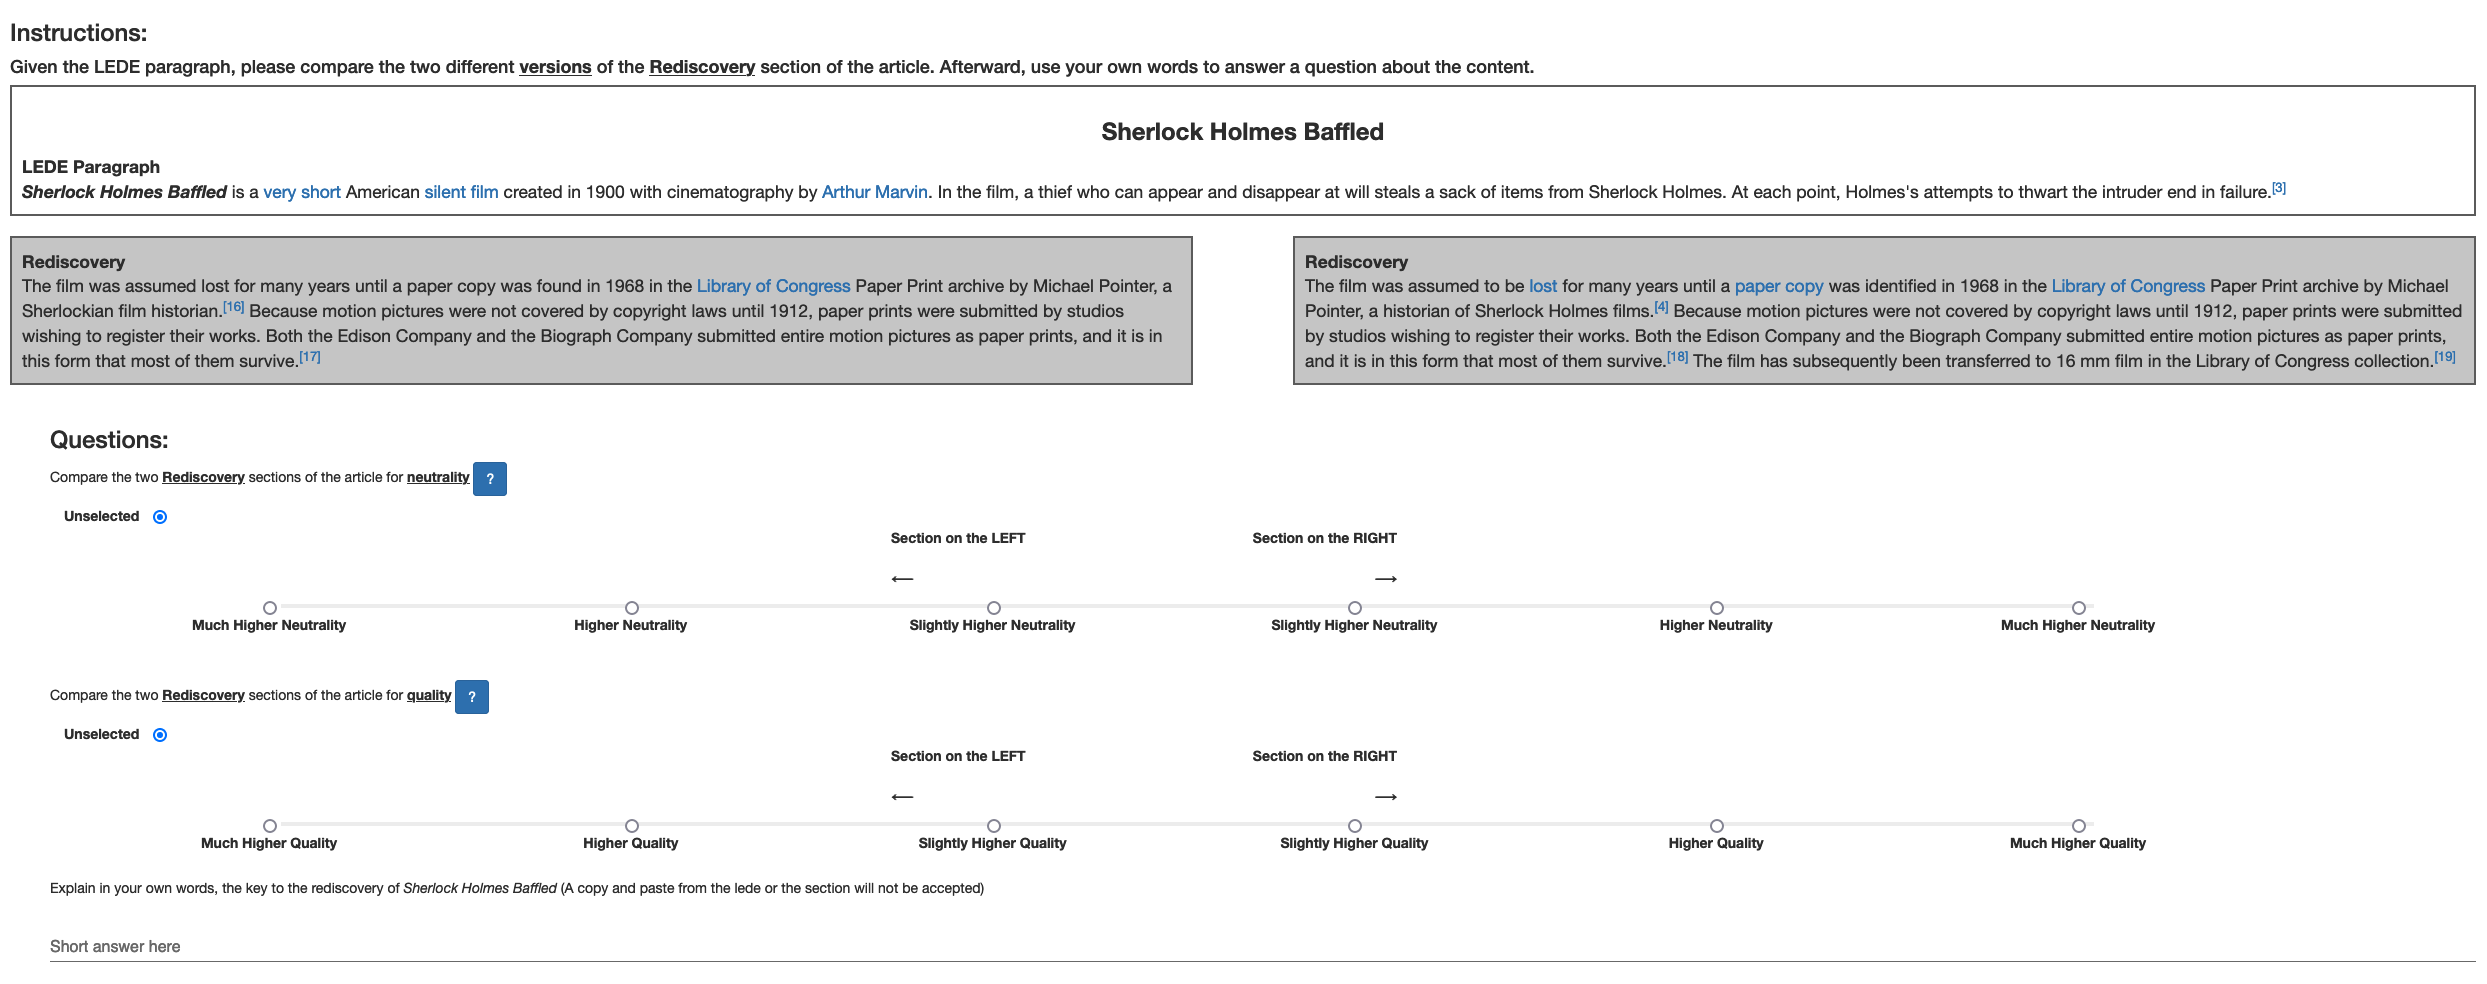 Instructions:
Given the LEDE paragraph, please compare the two different versions of the Rediscovery section of the article. Afterward, use your own words to answer a question about the content.
Sherlock Holmes Baffled
LEDE Paragraph
Sherlock Holmes Baffled is a very short American silent film created in 1900 with cinematography by Arthur Marvin. In the film, a thief who can appear and disappear at will steals a sack of items from Sherlock Holmes. At each point, Holmes's attempts to thwart the intruder end in failure.[3]
Rediscovery
The film was assumed lost for many years until a paper copy was found in 1968 in the Library of Congress Paper Print archive by Michael Pointer, a
Sherlockian film historian.[16] Because motion pictures were not covered by copyright laws until 1912, paper prints were submitted by studios
wishing to register their works. Both the Edison Company and the Biograph Company submitted entire motion pictures as paper prints, and it is in
this form that most of them survive.[17]
Rediscovery
The film was assumed to be lost for many years until a paper copy was identified in 1968 in the Library of Congress Paper Print archive by Michael
Pointer, a historian of Sherlock Holmes films.[4] Because motion pictures were not covered by copyright laws until 1912, paper prints were submitted
by studios wishing to register their works. Both the Edison Company and the Biograph Company submitted entire motion pictures as paper prints,
and it is in this form that most of them survive.[18] The film has subsequently been transferred to 16 mm film in the Library of Congress collection.[19]
Questions:
Compare the two Rediscovery sections of the article for neutrality ?
Unselected
Section on the LEFT Section on the RIGHT
← →
Much Higher Neutrality Higher Neutrality Slightly Higher Neutrality Slightly Higher Neutrality Higher Neutrality Much Higher Neutrality
Compare the two Rediscovery sections of the article for quality ?
Unselected
Section on the LEFT Section on the RIGHT
← →
Much Higher Quality Higher Quality Slightly Higher Quality Slightly Higher Quality Higher Quality Much Higher Quality
Explain in your own words, the key to the rediscovery of Sherlock Holmes Baffled (A copy and paste from the lede or the section will not be accepted)
Short answer here